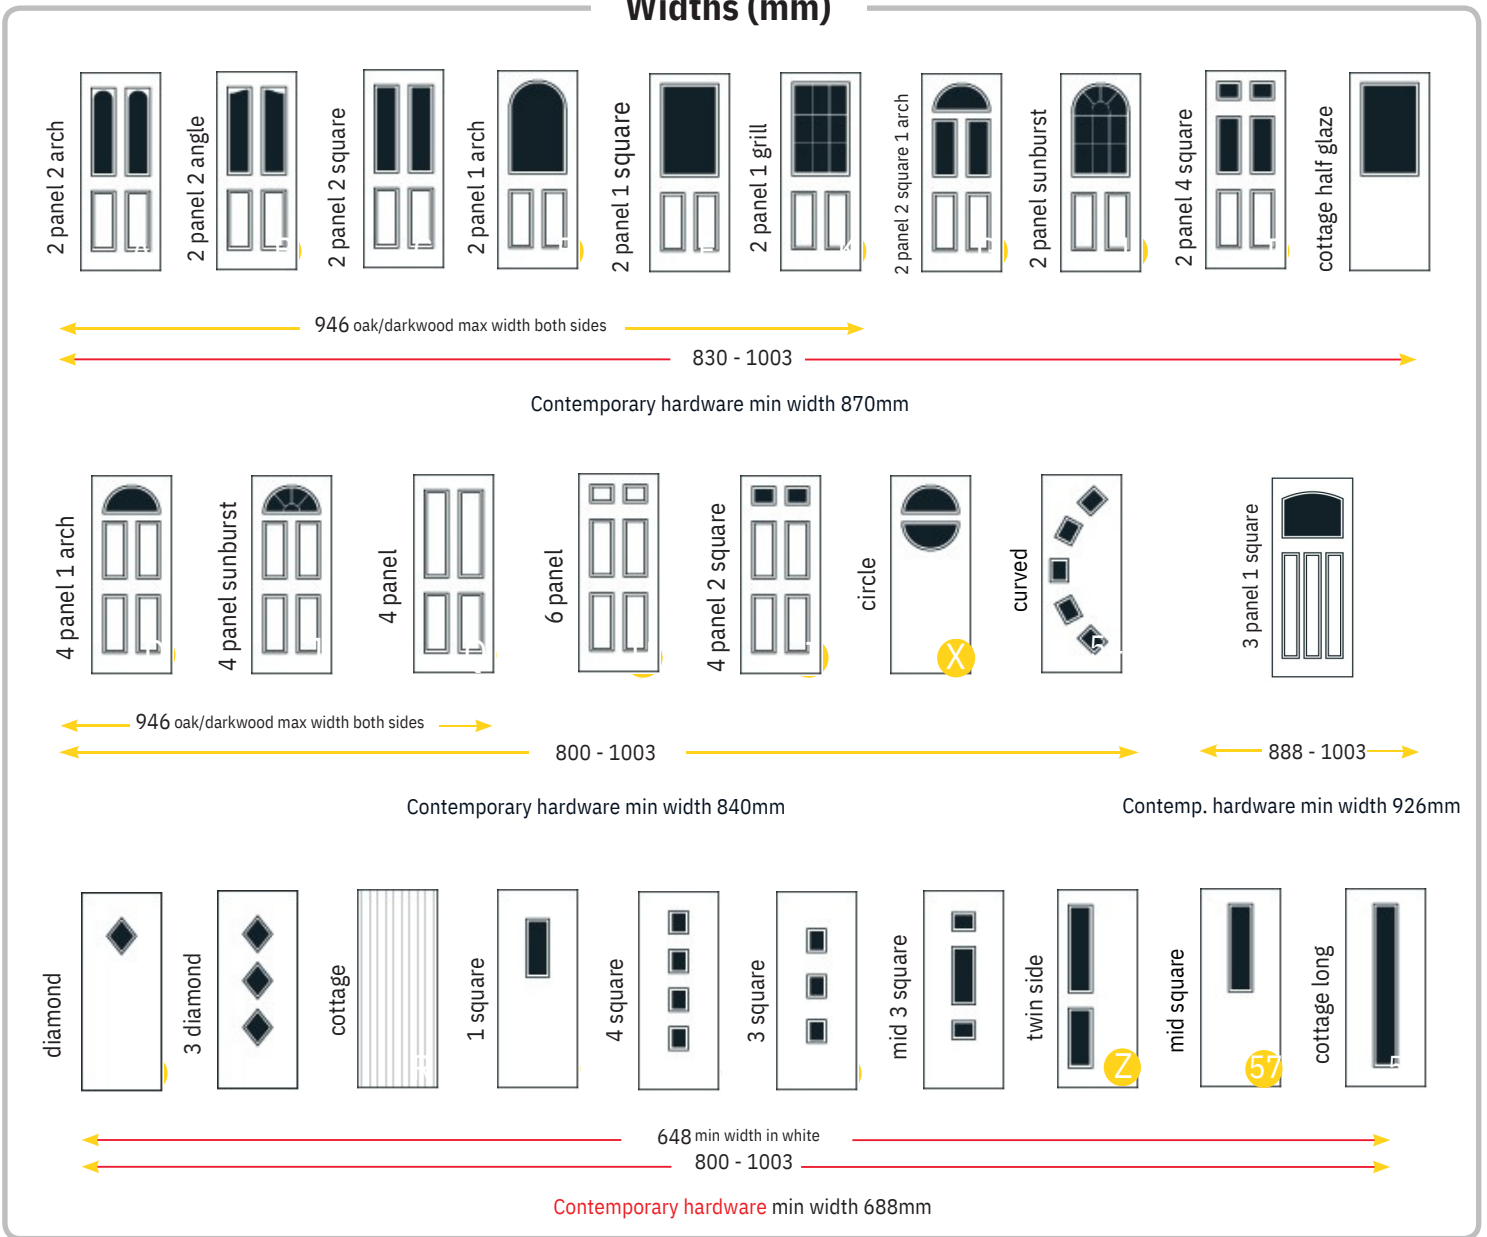 Widths (mm)
2 panel 2 arch
2 panel 2 angle
2 panel 2 square
2 panel 1 arch
2 panel 1 square
2 panel 1 grill
2 panel 2 square 1 arch
2 panel sunburst
2 panel 4 square
cottage half glaze
946 oak/darkwood max width both sides
830 - 1003
Contemporary hardware min width 870mm
4 panel 1 arch
4 panel sunburst
4 panel
6 panel
4 panel 2 square
circle
X
curved
3 panel 1 square
946 oak/darkwood max width both sides
800 - 1003
888 - 1003
Contemporary hardware min width 840mm
Contemp. hardware min width 926mm
diamond
3 diamond
cottage
1 square
4 square
3 square
mid 3 square
twin side
Z
mid square
57
cottage long
648 min width in white
800 - 1003
Contemporary hardware min width 688mm